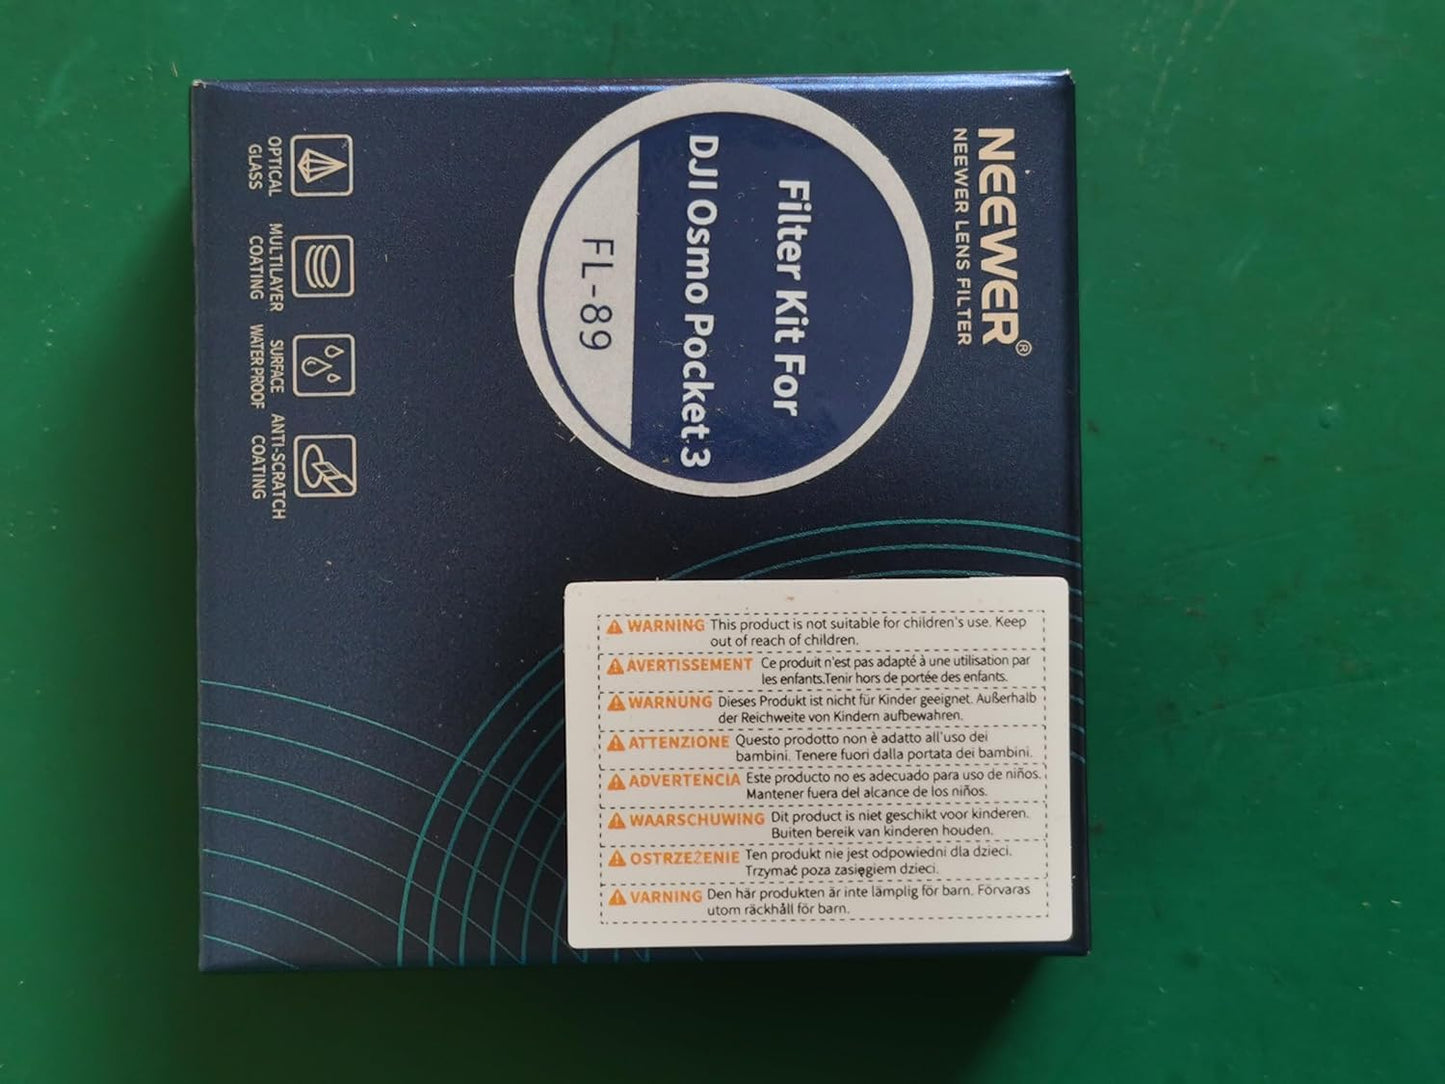 NEEWER®
NEEWER LENS FILTER
Filter Kit For
DJI Osmo Pocket 3
FL-89
OPTICAL
GLASS
MULTILAYER
COATING
SURFACE
WATERPROOF
ANTI-SCRATCH
COATING
WARNING This product is not suitable for children's use. Keep
out of reach of children.
AVERTISSEMENT Ce produit n'est pas adapté à une utilisation par
les enfants.Tenir hors de portée des enfants.
WARNUNG Dieses Produkt ist nicht für Kinder geeignet. Außerhalb
der Reichweite von Kindern aufbewahren.
ATTENZIONE Questo prodotto non è adatto all'uso dei
bambini. Tenere fuori dalla portata dei bambini.
ADVERTENCIA Este producto no es adecuado para uso de niños.
Mantener fuera del alcance de los niños.
WAARSCHUWING Dit product is niet geschikt voor kinderen.
Buiten bereik van kinderen houden.
OSTRZEŻENIE Ten produkt nie jest odpowiedni dla dzieci.
Trzymać poza zasięgiem dzieci.
VARNING Den här produkten är inte lämplig för barn. Förvaras
utom räckhåll för barn.